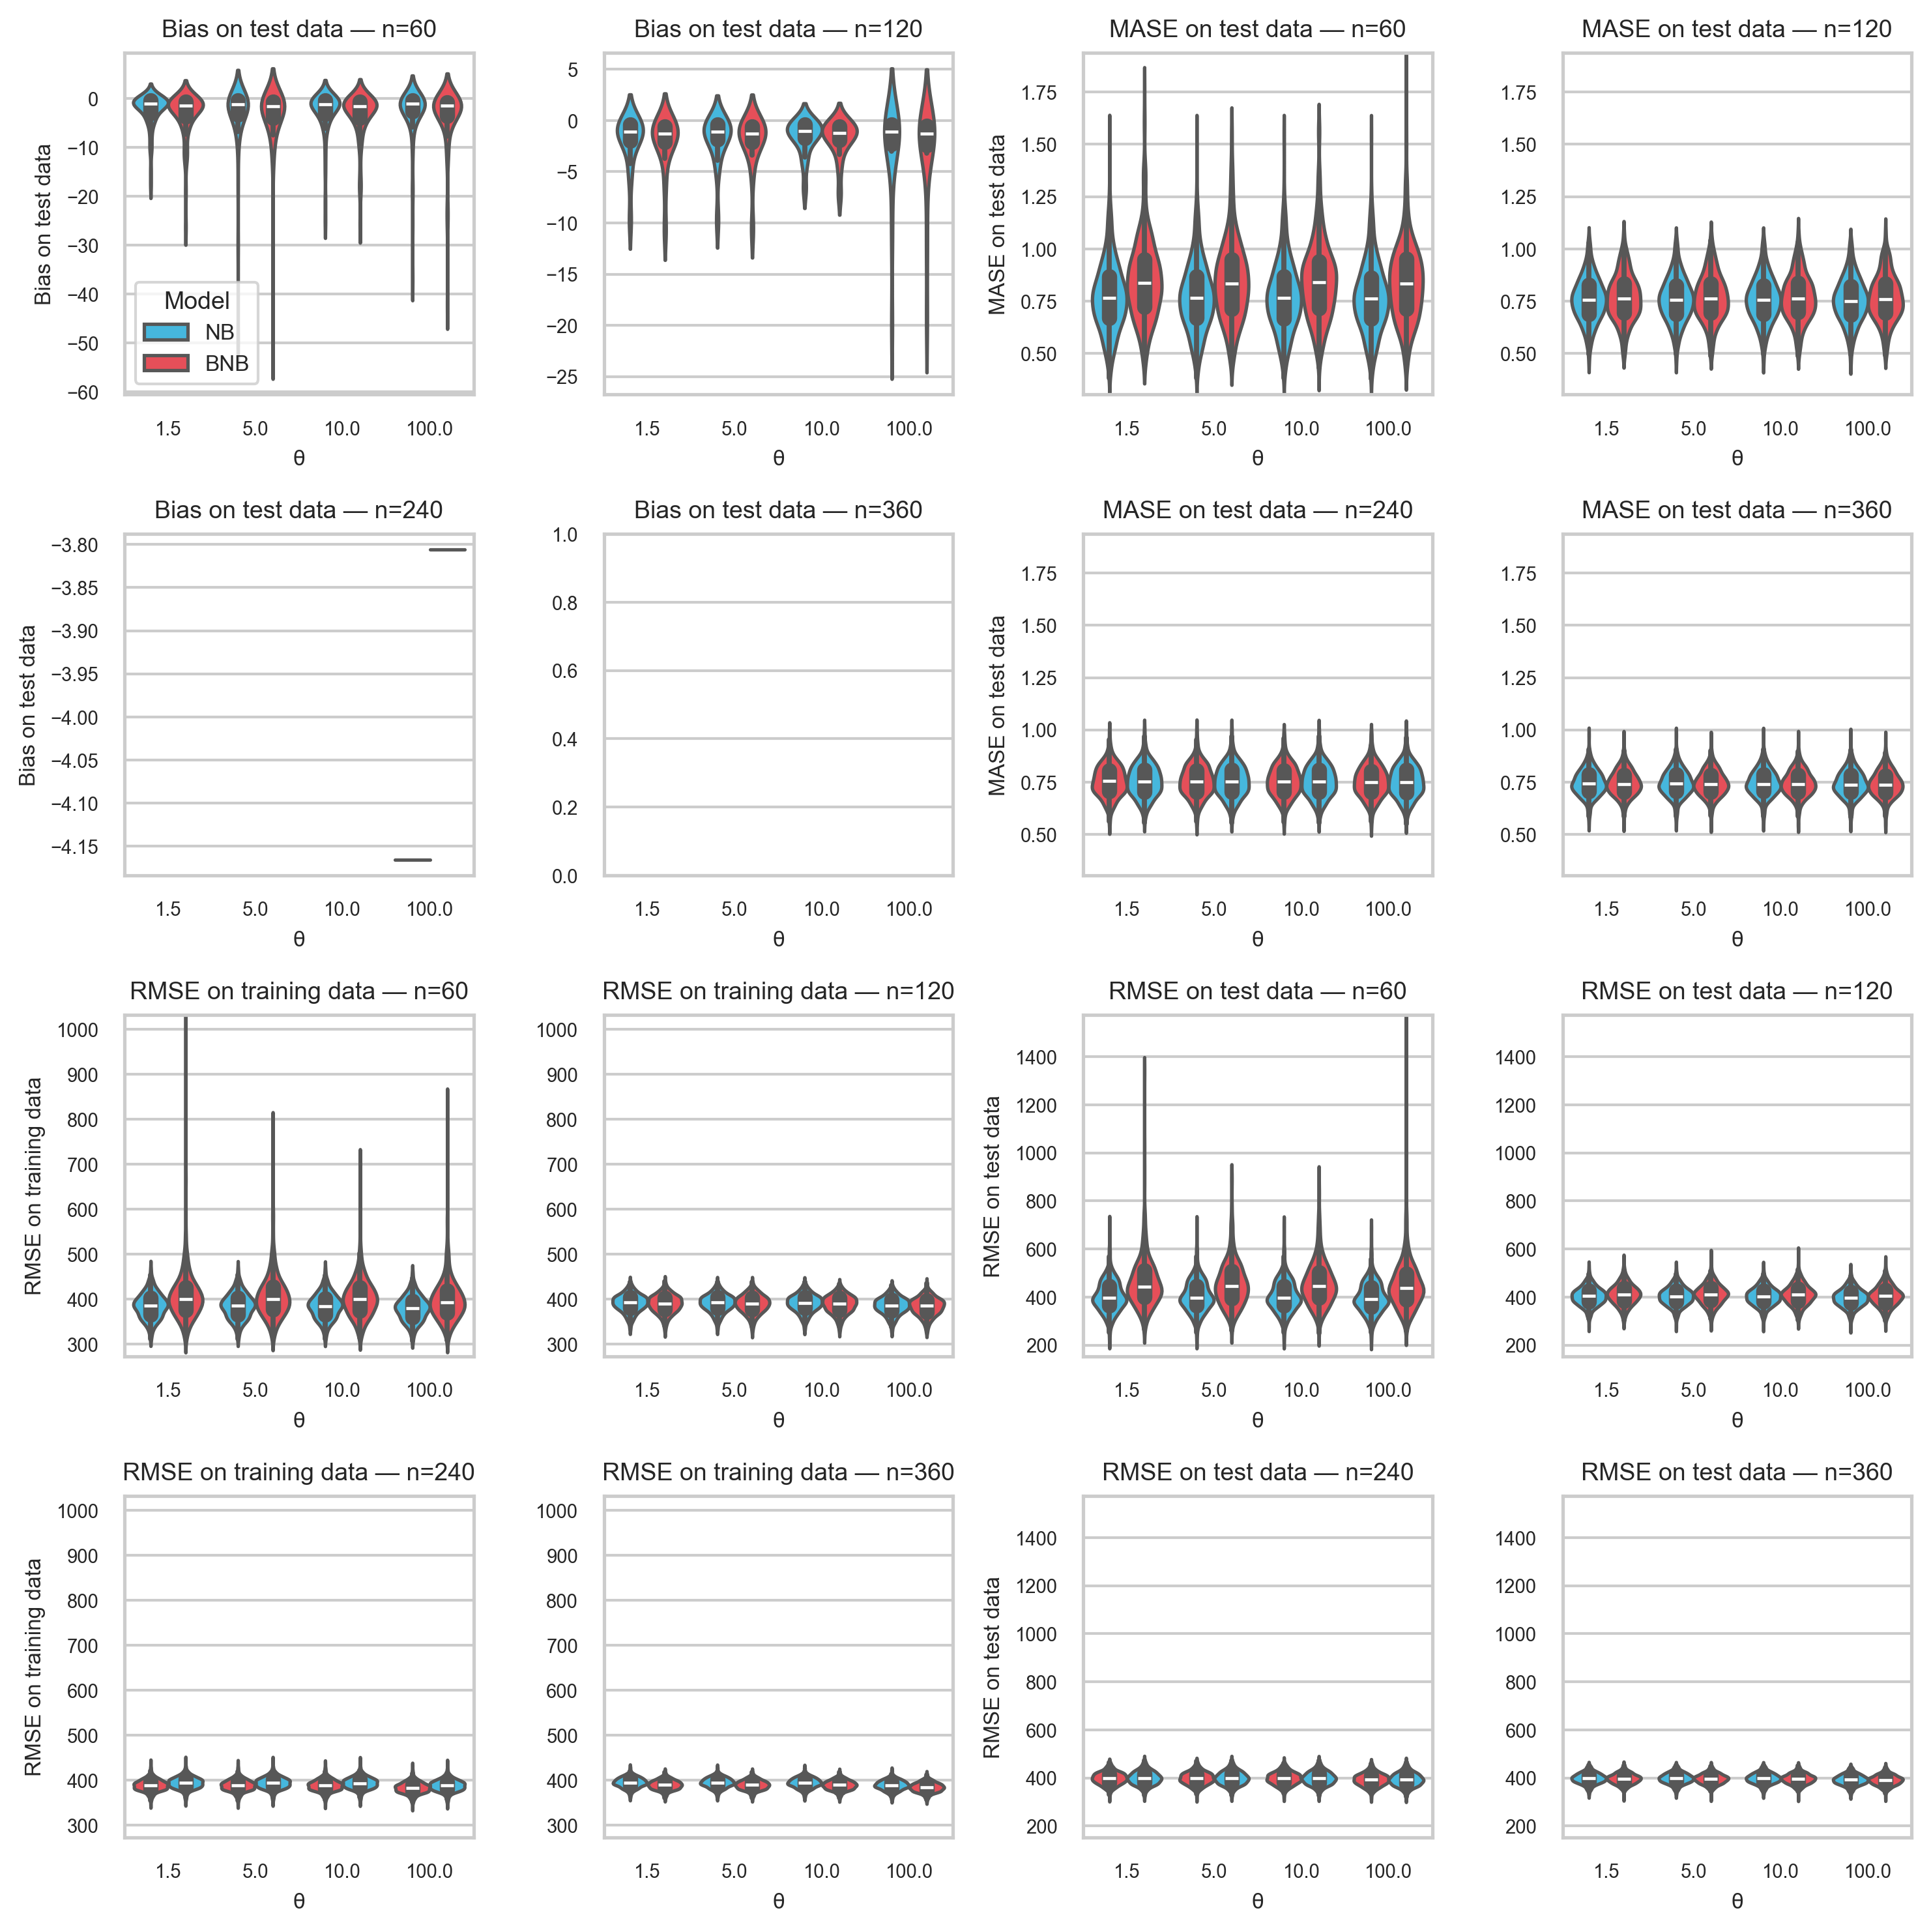 Bias on test data — n=60
Bias on test data — n=120
MASE on test data — n=60
MASE on test data — n=120
Bias on test data
0
−10
−20
−30
−40
−50
−60
Model
NB
BNB
1.5 5.0 10.0 100.0
θ
5
0
−5
−10
−15
−20
−25
1.5 5.0 10.0 100.0
θ
MASE on test data
1.75
1.50
1.25
1.00
0.75
0.50
1.5 5.0 10.0 100.0
θ
1.75
1.50
1.25
1.00
0.75
0.50
1.5 5.0 10.0 100.0
θ
Bias on test data — n=240
Bias on test data — n=360
MASE on test data — n=240
MASE on test data — n=360
Bias on test data
−3.80
−3.85
−3.90
−3.95
−4.00
−4.05
−4.10
−4.15
1.5 5.0 10.0 100.0
θ
1.0
0.8
0.6
0.4
0.2
0.0
1.5 5.0 10.0 100.0
θ
MASE on test data
1.75
1.50
1.25
1.00
0.75
0.50
1.5 5.0 10.0 100.0
θ
1.75
1.50
1.25
1.00
0.75
0.50
1.5 5.0 10.0 100.0
θ
RMSE on training data — n=60
RMSE on training data — n=120
RMSE on test data — n=60
RMSE on test data — n=120
RMSE on training data
1000
900
800
700
600
500
400
300
1.5 5.0 10.0 100.0
θ
1000
900
800
700
600
500
400
300
1.5 5.0 10.0 100.0
θ
RMSE on test data
1400
1200
1000
800
600
400
200
1.5 5.0 10.0 100.0
θ
1400
1200
1000
800
600
400
200
1.5 5.0 10.0 100.0
θ
RMSE on training data — n=240
RMSE on training data — n=360
RMSE on test data — n=240
RMSE on test data — n=360
RMSE on training data
1000
900
800
700
600
500
400
300
1.5 5.0 10.0 100.0
θ
1000
900
800
700
600
500
400
300
1.5 5.0 10.0 100.0
θ
RMSE on test data
1400
1200
1000
800
600
400
200
1.5 5.0 10.0 100.0
θ
1400
1200
1000
800
600
400
200
1.5 5.0 10.0 100.0
θ